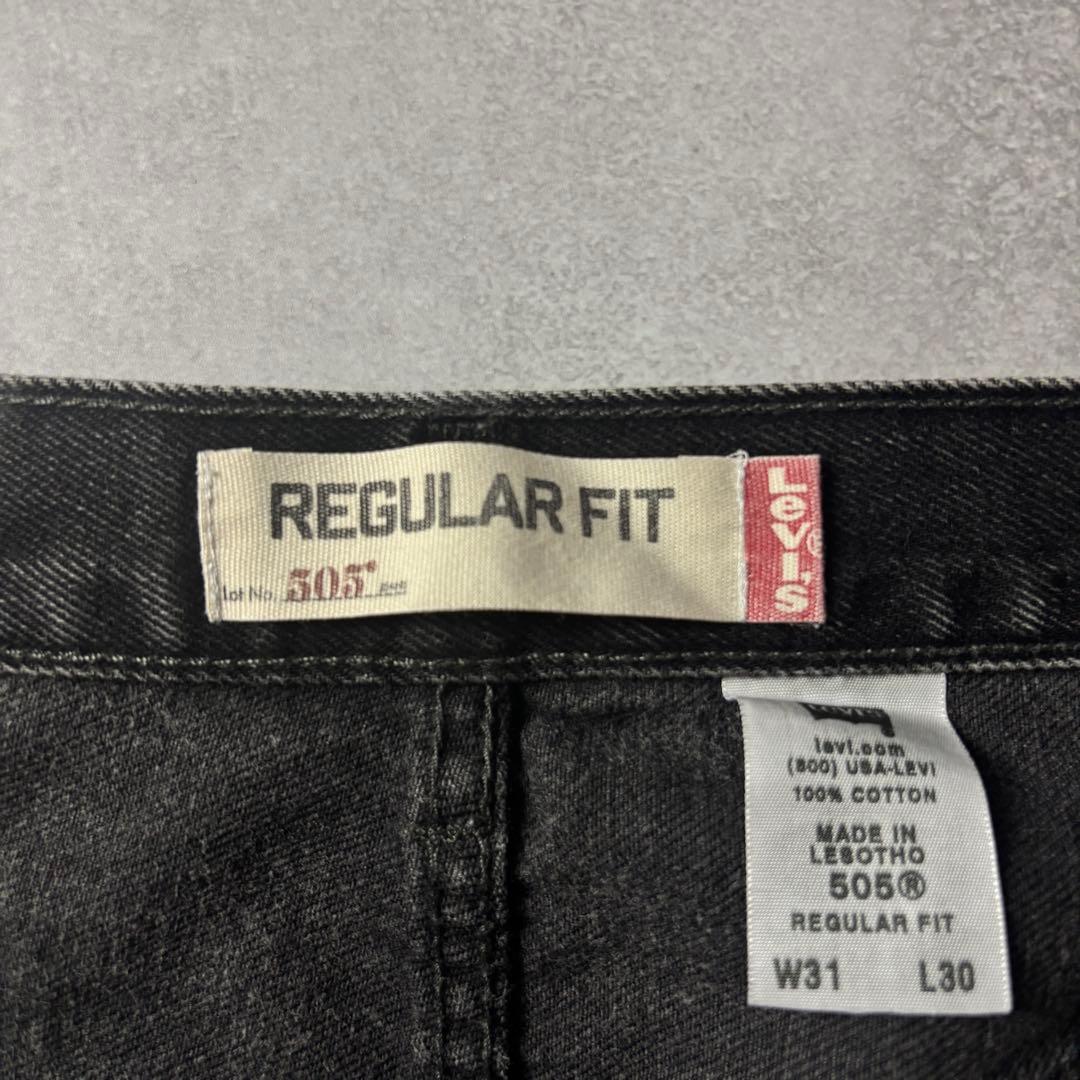 REGULAR FIT
Lot No. 505®
LEVI'S®
levi.com
(800) USA-LEVI
100% COTTON
MADE IN
LESOTHO
505®
REGULAR FIT
W31 L30